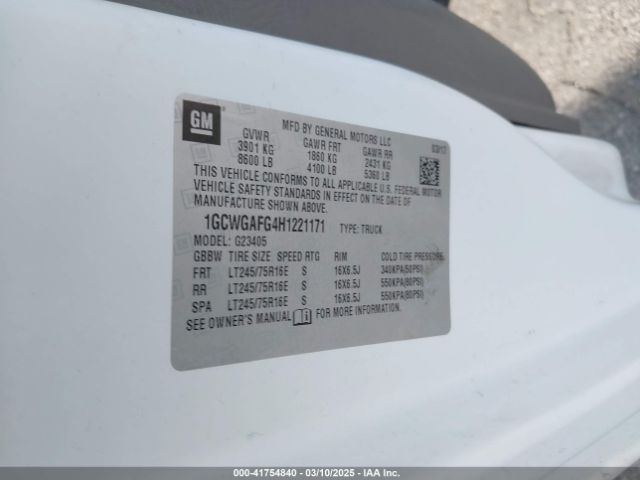 GM
MFD BY GENERAL MOTORS LLC
03/17
GVWR GAWR FRT GAWR RR
3901 KG 1860 KG 2431 KG
8600 LB 4100 LB 5360 LB
THIS VEHICLE CONFORMS TO ALL APPLICABLE U.S. FEDERAL MOTOR
VEHICLE SAFETY STANDARDS IN EFFECT ON THE DATE OF
MANUFACTURE SHOWN ABOVE.
1GCWGAFG4H1221171 TYPE: TRUCK
MODEL: G23405
GBBW TIRE SIZE SPEED RTG RIM COLD TIRE PRESSURE
FRT LT245/75R16E S 16X6.5J 340KPA(50PSI)
RR LT245/75R16E S 16X6.5J 550KPA(80PSI)
SPA LT245/75R16E S 16X6.5J 550KPA(80PSI)
SEE OWNER'S MANUAL FOR MORE INFORMATION.
000-41754840 / 03/10/2025 - IAA Inc.